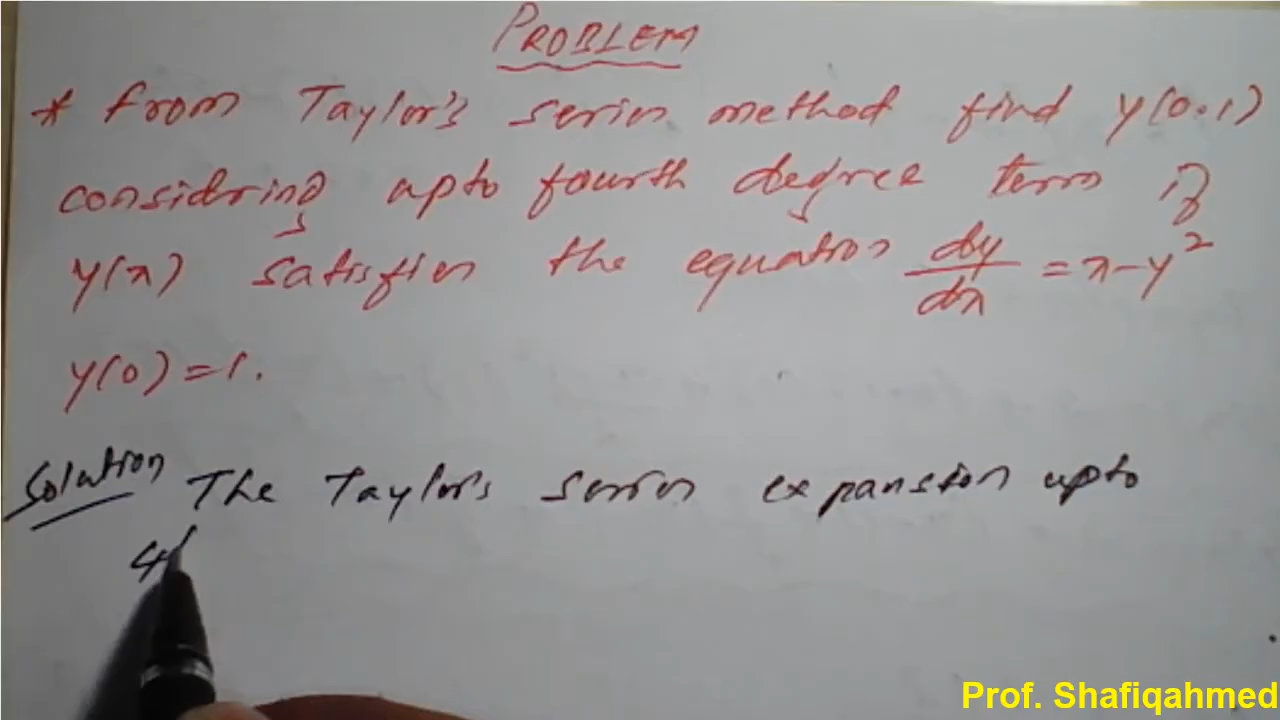 PROBLEM
* From Taylor's series method find y(0.1)
considring upto fourth degree term if
y(x) satisfies the equation dy/dx = x-y²
y(0)=1.
Solution The Taylor's series expansion upto
4
Prof. Shafiqahmed